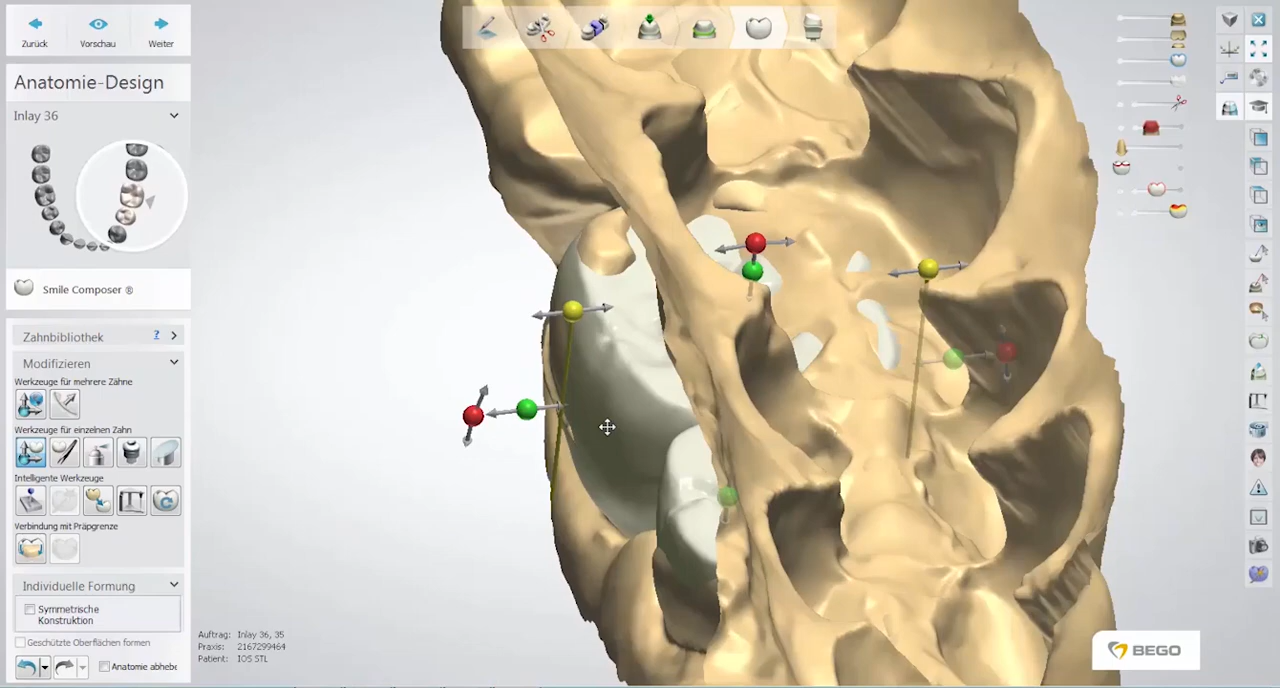 Zurück
Vorschau
Weiter
Anatomie-Design
Inlay 36
Smile Composer ®
Zahnbibliothek
?
Modifizieren
Werkzeuge für mehrere Zähne
Werkzeuge für einzelnen Zahn
Intelligente Werkzeuge
Verbindung mit Präpgrenze
Individuelle Formung
Symmetrische
Konstruktion
Geschützte Oberflächen formen
Anatomie abhebe
Auftrag: Inlay 36, 35
Praxis: 2167299464
Patient: IOS STL
BEGO